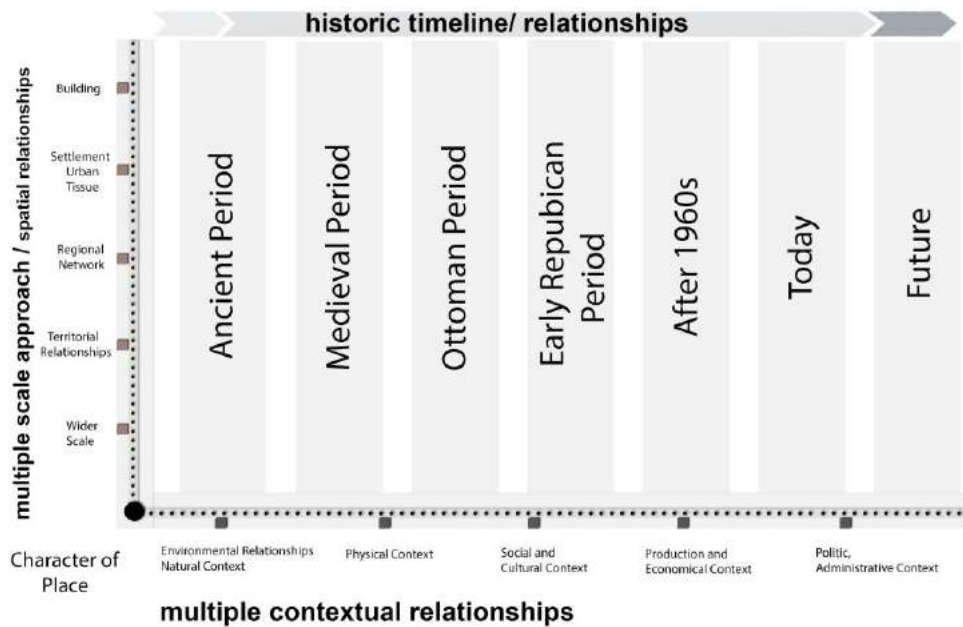 historic timeline/ relationships
multiple scale approach / spatial relationships
Building
Settlement
Urban
Tissue
Regional
Network
Territorial
Relationships
Wider
Scale
Ancient Period
Medieval Period
Ottoman Period
Early Repubican
Period
After 1960s
Today
Future
Character of
Place
Environmental Relationships
Natural Context
Physical Context
Social and
Cultural Context
Production and
Economical Context
Politic,
Administrative Context
multiple contextual relationships